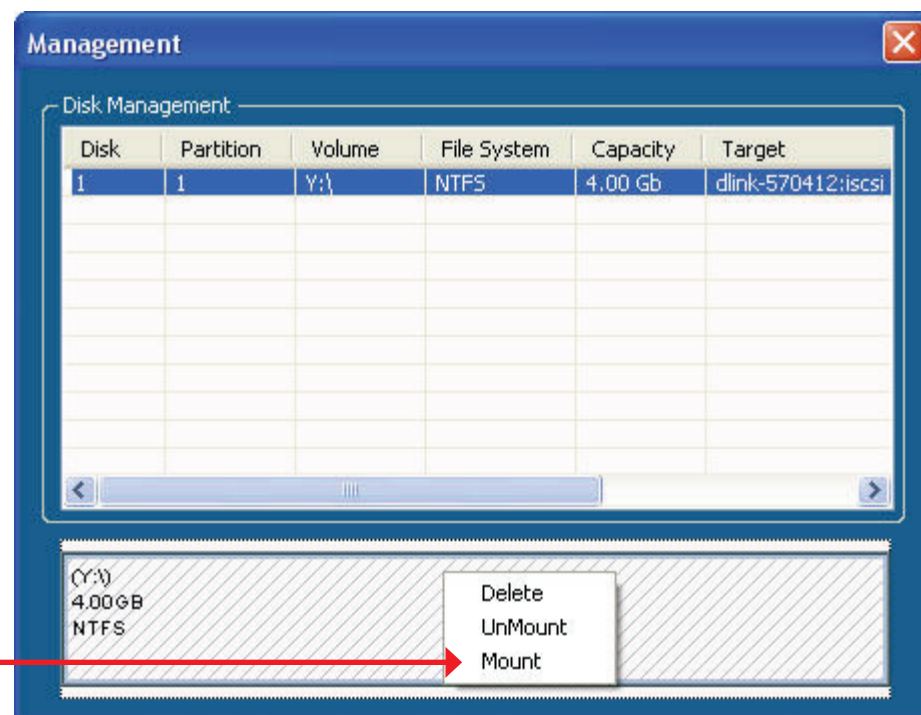 Management
Disk Management
Disk Partition Volume File System Capacity Target
1 1 Y:\ NTFS 4.00 Gb dlink-570412:iscsi
(Y:\)
4.00GB
NTFS
Delete
UnMount
Mount